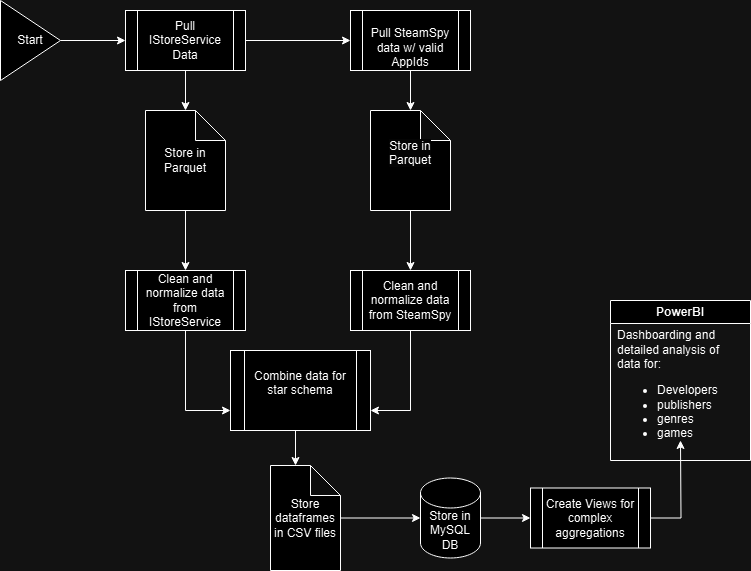 Start
Pull
IStoreService
Data
Pull SteamSpy
data w/ valid
AppIds
Store in
Parquet
Store in
Parquet
Clean and
normalize data
from
IStoreService
Clean and
normalize data
from SteamSpy
Combine data for
star schema
Store
dataframes
in CSV files
Store in
MySQL
DB
Create Views for
complex
aggregations
PowerBI
Dashboarding and
detailed analysis of
data for:
• Developers
• publishers
• genres
• games